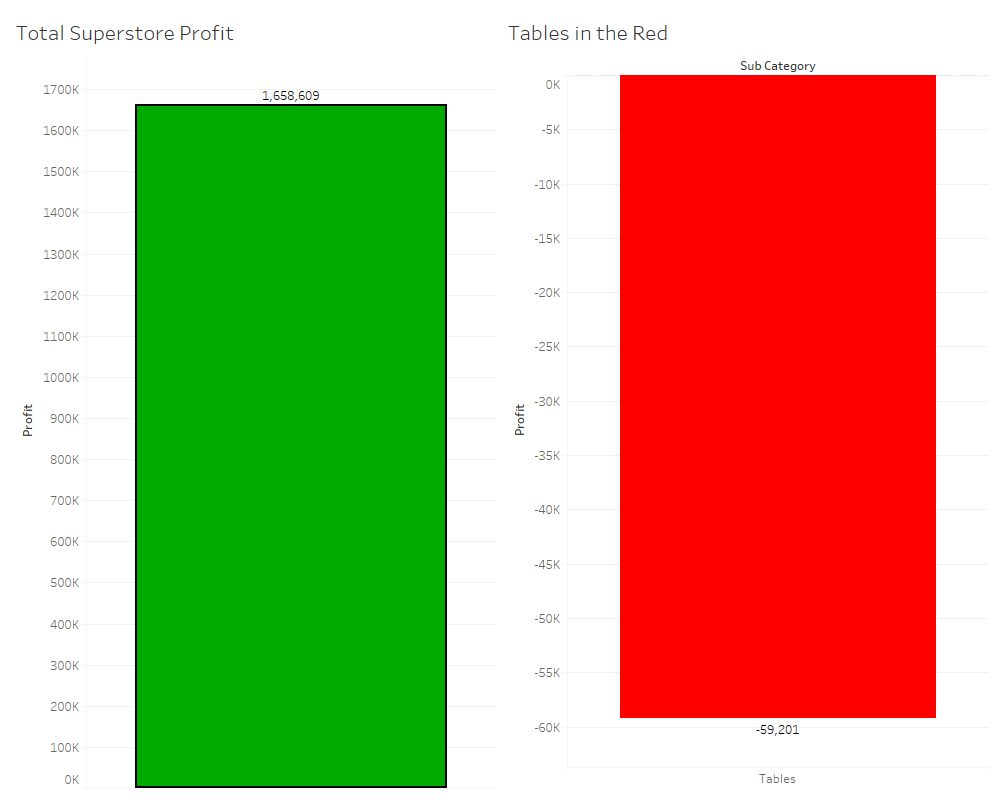 Total Superstore Profit
1,658,609
1700K
1600K
1500K
1400K
1300K
1200K
1100K
1000K
900K
800K
700K
600K
500K
400K
300K
200K
100K
0K
Profit
Tables in the Red
Sub Category
0K
-5K
-10K
-15K
-20K
-25K
-30K
-35K
-40K
-45K
-50K
-55K
-60K
Profit
-59,201
Tables